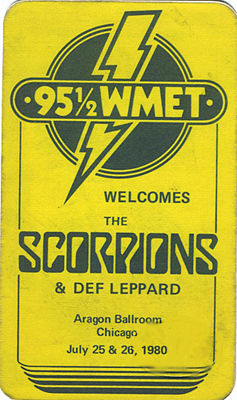 ·95½ WMET·
WELCOMES
THE
SCORPIONS
& DEF LEPPARD
Aragon Ballroom
Chicago
July 25 & 26, 1980